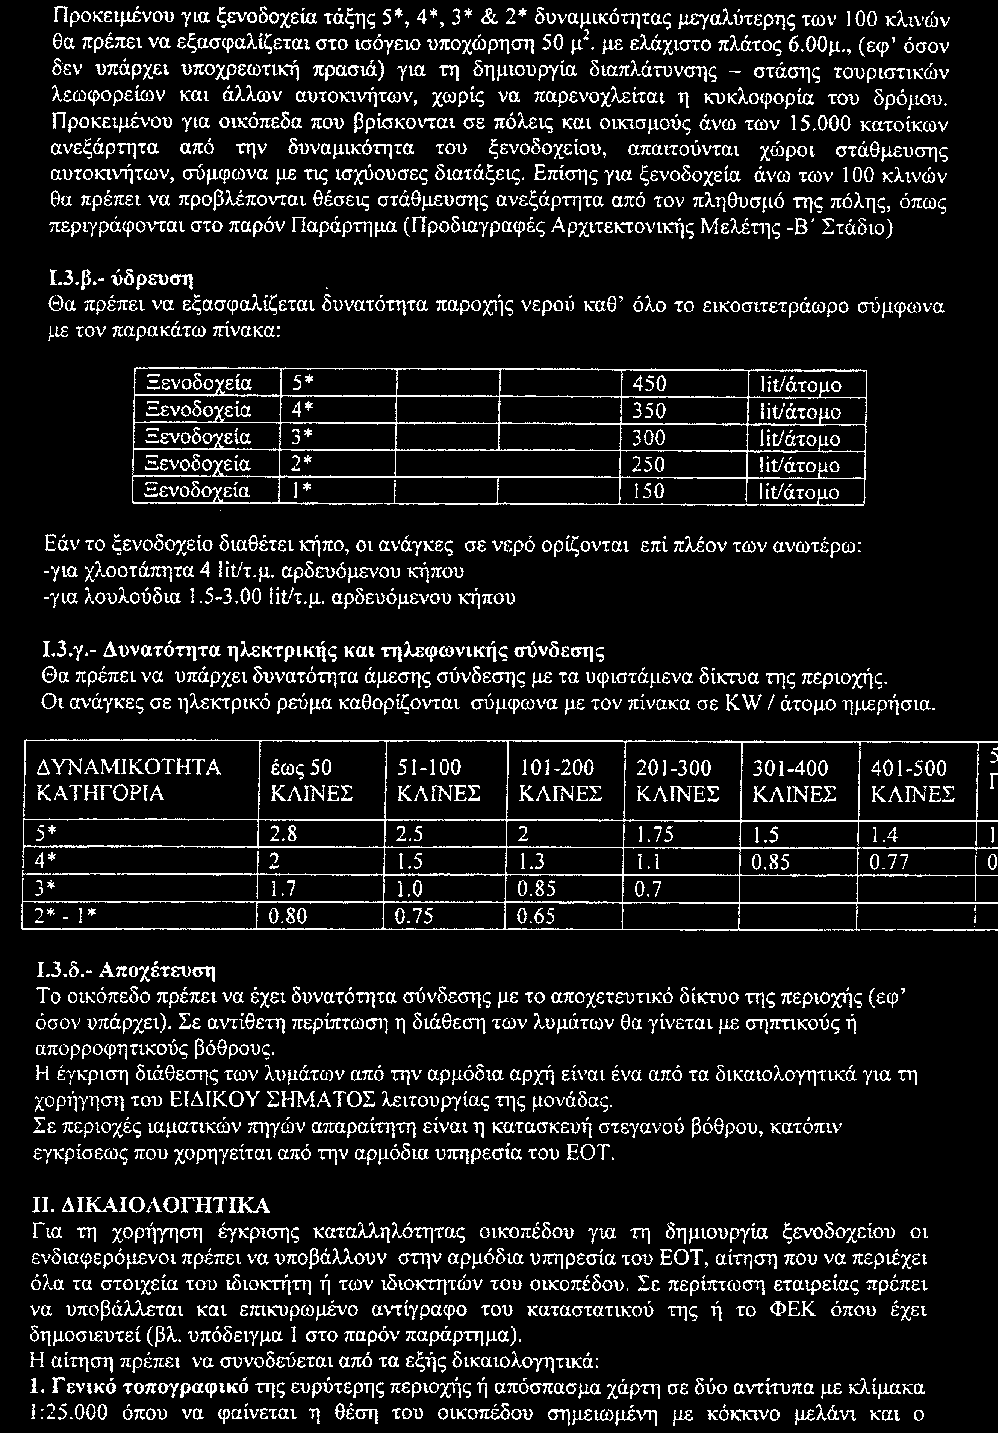 Προκειμένου για ξενοδοχεία τάξης 5*, 4*, 3* & 2* δυναμικότητας μεγαλύτερης των 100 κλινών
θα πρέπει να εξασφαλίζεται στο ισόγειο υποχώρηση 50 μ². με ελάχιστο πλάτος 6.00μ., (εφ’ όσον
δεν υπάρχει υποχρεωτική πρασιά) για τη δημιουργία διαπλάτυνσης – στάσης τουριστικών
λεωφορείων και άλλων αυτοκινήτων, χωρίς να παρενοχλείται η κυκλοφορία του δρόμου.
Προκειμένου για οικόπεδα που βρίσκονται σε πόλεις και οικισμούς άνω των 15.000 κατοίκων
ανεξάρτητα από την δυναμικότητα του ξενοδοχείου, απαιτούνται χώροι στάθμευσης
αυτοκινήτων, σύμφωνα με τις ισχύουσες διατάξεις. Επίσης για ξενοδοχεία άνω των 100 κλινών
θα πρέπει να προβλέπονται θέσεις στάθμευσης ανεξάρτητα από τον πληθυσμό της πόλης, όπως
περιγράφονται στο παρόν Παράρτημα (Προδιαγραφές Αρχιτεκτονικής Μελέτης -Β΄ Στάδιο)
Ι.3.β.- ύδρευση
Θα πρέπει να εξασφαλίζεται δυνατότητα παροχής νερού καθ’ όλο το εικοσιτετράωρο σύμφωνα
με τον παρακάτω πίνακα:
Ξενοδοχεία 5* 450 lit/άτομο
Ξενοδοχεία 4* 350 lit/άτομο
Ξενοδοχεία 3* 300 lit/άτομο
Ξενοδοχεία 2* 250 lit/άτομο
Ξενοδοχεία 1* 150 lit/άτομο
Εάν το ξενοδοχείο διαθέτει κήπο, οι ανάγκες σε νερό ορίζονται επί πλέον των ανωτέρω:
-για χλοοτάπητα 4 lit/τ.μ. αρδευόμενου κήπου
-για λουλούδια 1.5-3.00 lit/τ.μ. αρδευόμενου κήπου
Ι.3.γ.- Δυνατότητα ηλεκτρικής και τηλεφωνικής σύνδεσης
Θα πρέπει να υπάρχει δυνατότητα άμεσης σύνδεσης με τα υφιστάμενα δίκτυα της περιοχής.
Οι ανάγκες σε ηλεκτρικό ρεύμα καθορίζονται σύμφωνα με τον πίνακα σε KW / άτομο ημερήσια.
ΔΥΝΑΜΙΚΟΤΗΤΑ έως 50 51-100 101-200 201-300 301-400 401-500
ΚΑΤΗΓΟΡΙΑ ΚΛΙΝΕΣ ΚΛΙΝΕΣ ΚΛΙΝΕΣ ΚΛΙΝΕΣ ΚΛΙΝΕΣ ΚΛΙΝΕΣ
5* 2.8 2.5 2 1.75 1.5 1.4 1
4* 2 1.5 1.3 1.1 0.85 0.77 0
3* 1.7 1.0 0.85 0.7
2* - 1* 0.80 0.75 0.65
Ι.3.δ.- Αποχέτευση
Το οικόπεδο πρέπει να έχει δυνατότητα σύνδεσης με το αποχετευτικό δίκτυο της περιοχής (εφ’
όσον υπάρχει). Σε αντίθετη περίπτωση η διάθεση των λυμάτων θα γίνεται με σηπτικούς ή
απορροφητικούς βόθρους.
Η έγκριση διάθεσης των λυμάτων από την αρμόδια αρχή είναι ένα από τα δικαιολογητικά για τη
χορήγηση του ΕΙΔΙΚΟΥ ΣΗΜΑΤΟΣ λειτουργίας της μονάδας.
Σε περιοχές ιαματικών πηγών απαραίτητη είναι η κατασκευή στεγανού βόθρου, κατόπιν
εγκρίσεως που χορηγείται από την αρμόδια υπηρεσία του ΕΟΤ.
ΙΙ. ΔΙΚΑΙΟΛΟΓΗΤΙΚΑ
Για τη χορήγηση έγκρισης καταλληλότητας οικοπέδου για τη δημιουργία ξενοδοχείου οι
ενδιαφερόμενοι πρέπει να υποβάλλουν στην αρμόδια υπηρεσία του ΕΟΤ, αίτηση που να περιέχει
όλα τα στοιχεία του ιδιοκτήτη ή των ιδιοκτητών του οικοπέδου. Σε περίπτωση εταιρείας πρέπει
να υποβάλλεται και επικυρωμένο αντίγραφο του καταστατικού της ή το ΦΕΚ όπου έχει
δημοσιευτεί (βλ. υπόδειγμα 1 στο παρόν παράρτημα).
Η αίτηση πρέπει να συνοδεύεται από τα εξής δικαιολογητικά:
1. Γενικό τοπογραφικό της ευρύτερης περιοχής ή απόσπασμα χάρτη σε δύο αντίτυπα με κλίμακα
1:25.000 όπου να φαίνεται η θέση του οικοπέδου σημειωμένη με κόκκινο μελάνι και ο